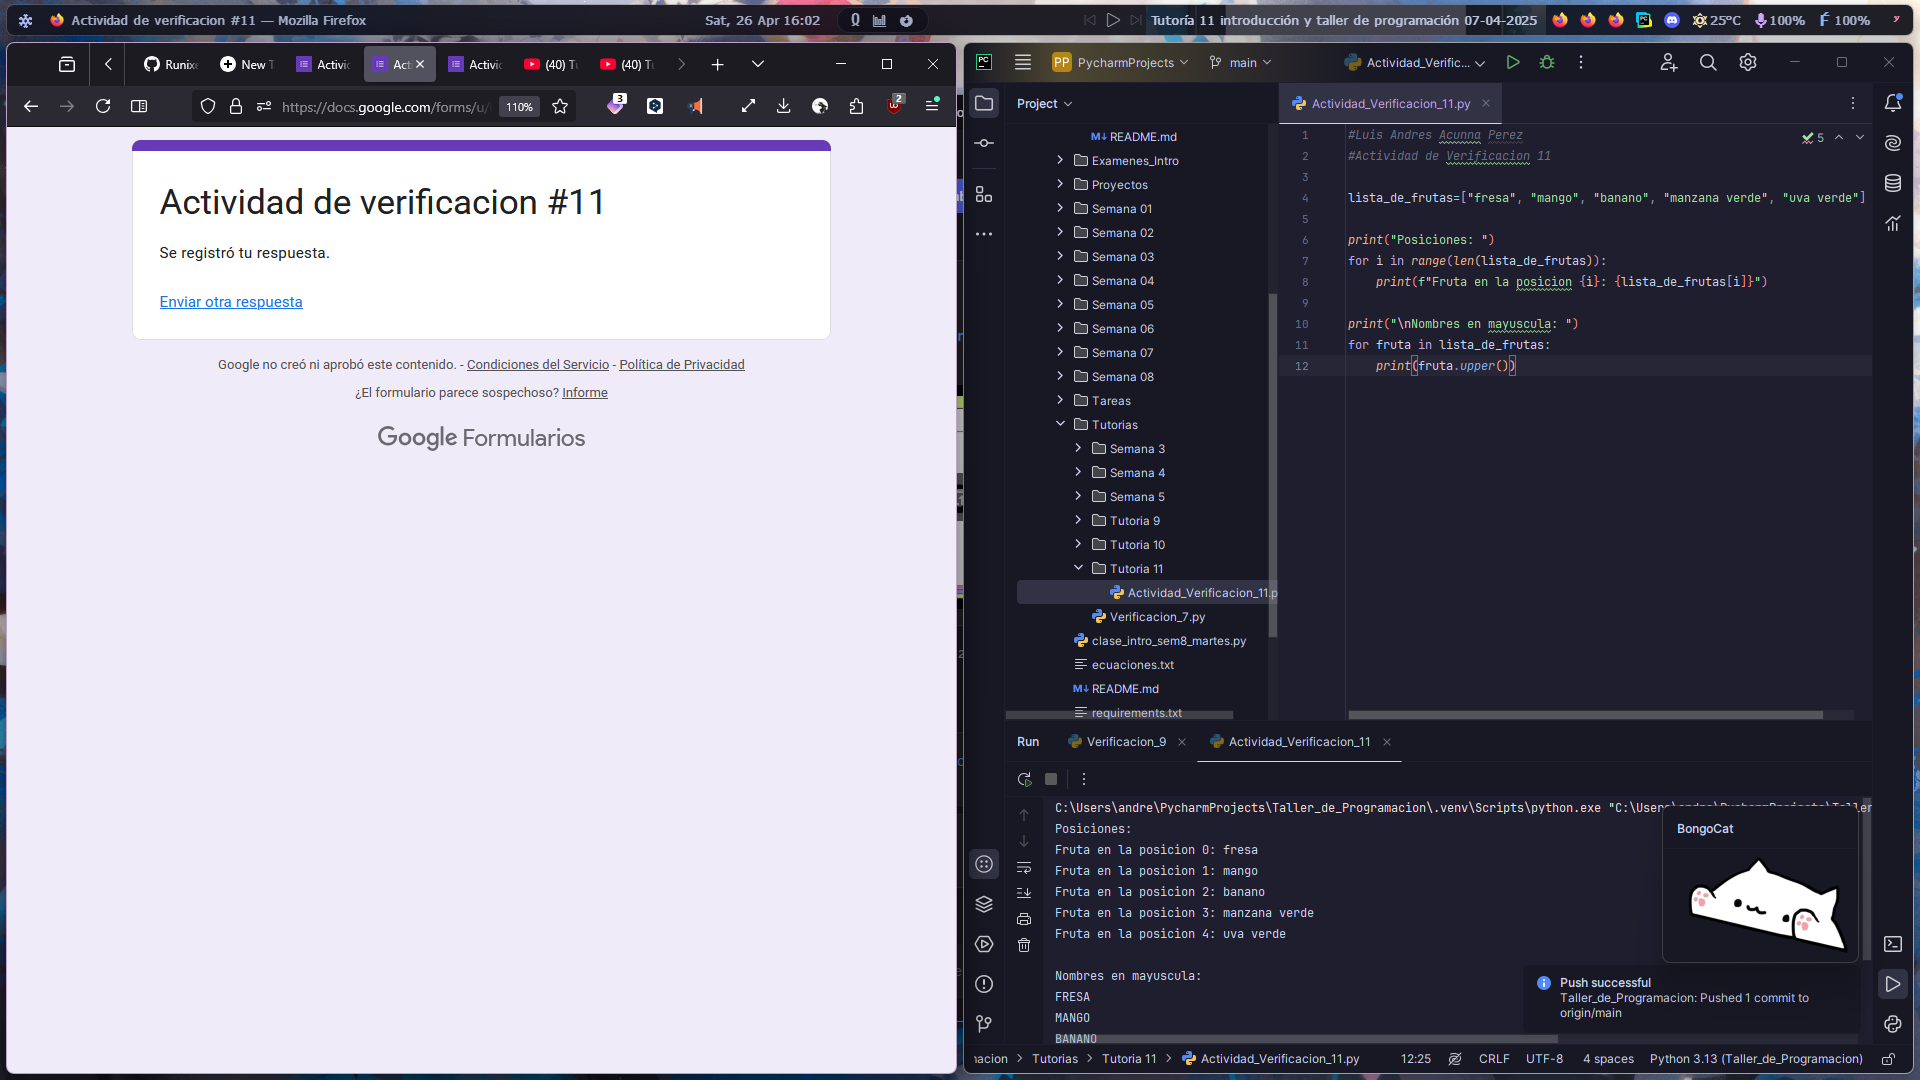 Actividad de verificacion #11 — Mozilla Firefox
Sat, 26 Apr 16:02
Tutoría 11 introducción y taller de programación 07-04-2025
25°C
100%
100%
Runix
New T
Activi
Act
Activi
(40) Tu
(40) Tu
https://docs.google.com/forms/u/
110%
3
2
Actividad de verificacion #11
Se registró tu respuesta.
Enviar otra respuesta
Google no creó ni aprobó este contenido. - Condiciones del Servicio - Política de Privacidad
¿El formulario parece sospechoso? Informe
Google Formularios
PC
PP PycharmProjects
main
Actividad_Verific...
Project
README.md
Examenes_Intro
Proyectos
Semana 01
Semana 02
Semana 03
Semana 04
Semana 05
Semana 06
Semana 07
Semana 08
Tareas
Tutorias
Semana 3
Semana 4
Semana 5
Tutoria 9
Tutoria 10
Tutoria 11
Actividad_Verificacion_11.p
Verificacion_7.py
clase_intro_sem8_martes.py
ecuaciones.txt
README.md
requirements.txt
Actividad_Verificacion_11.py
5
1 #Luis Andres Acunna Perez
2 #Actividad de Verificacion 11
3
4 lista_de_frutas=["fresa", "mango", "banano", "manzana verde", "uva verde"]
5
6 print("Posiciones: ")
7 for i in range(len(lista_de_frutas)):
8 print(f"Fruta en la posicion {i}: {lista_de_frutas[i]}")
9
10 print("\nNombres en mayuscula: ")
11 for fruta in lista_de_frutas:
12 print(fruta.upper())
Run
Verificacion_9
Actividad_Verificacion_11
C:\Users\andre\PycharmProjects\Taller_de_Programacion\.venv\Scripts\python.exe "C:\Users\andre\PycharmProjects\Taller
Posiciones:
Fruta en la posicion 0: fresa
Fruta en la posicion 1: mango
Fruta en la posicion 2: banano
Fruta en la posicion 3: manzana verde
Fruta en la posicion 4: uva verde
Nombres en mayuscula:
FRESA
MANGO
BANANO
BongoCat
Push successful
Taller_de_Programacion: Pushed 1 commit to
origin/main
nacion
Tutorias
Tutoria 11
Actividad_Verificacion_11.py
12:25
CRLF
UTF-8
4 spaces
Python 3.13 (Taller_de_Programacion)